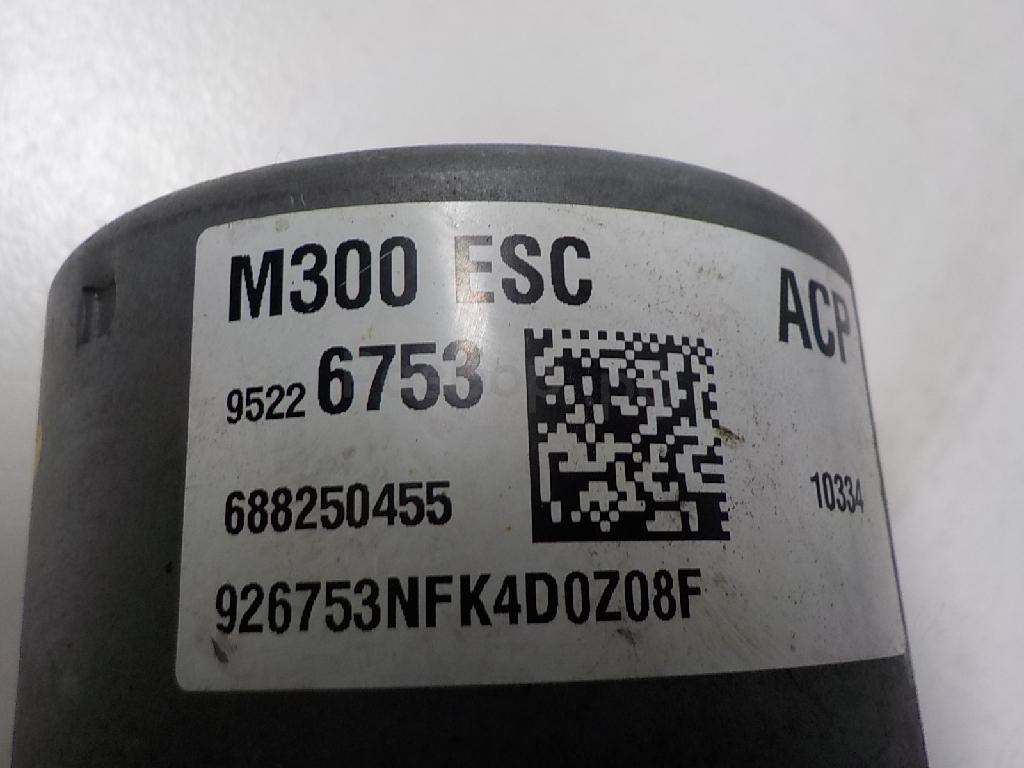 M300 ESC
ACP
9522 6753
688250455
10334
926753NFK4D0Z08F